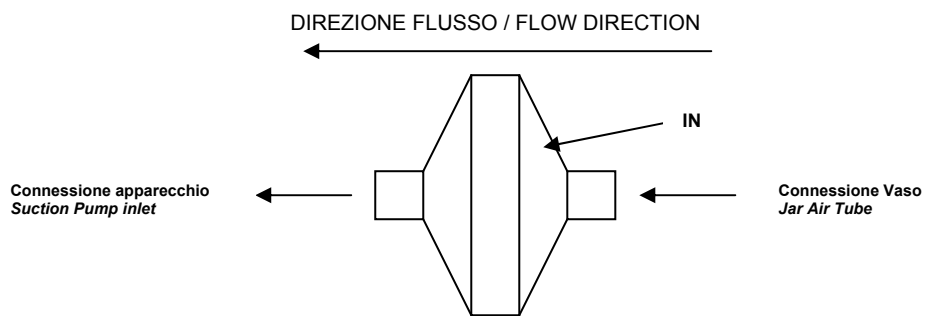 DIREZIONE FLUSSO / FLOW DIRECTION
IN
Connessione apparecchio
Suction Pump inlet
Connessione Vaso
Jar Air Tube